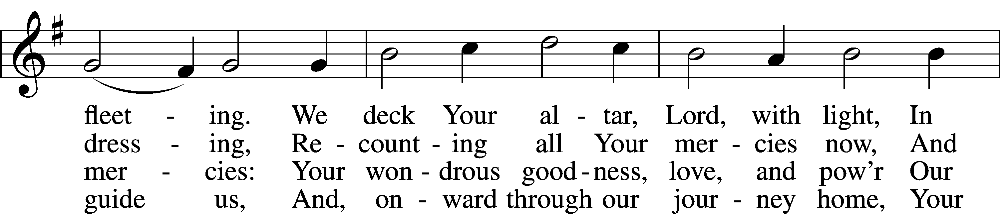 fleet - ing. We deck Your al - tar, Lord, with light, In
dress - ing, Re - count - ing all Your mer - cies now, And
mer - cies: Your won - drous good - ness, love, and pow’r Our
guide us, And, on - ward through our jour - ney home, Your